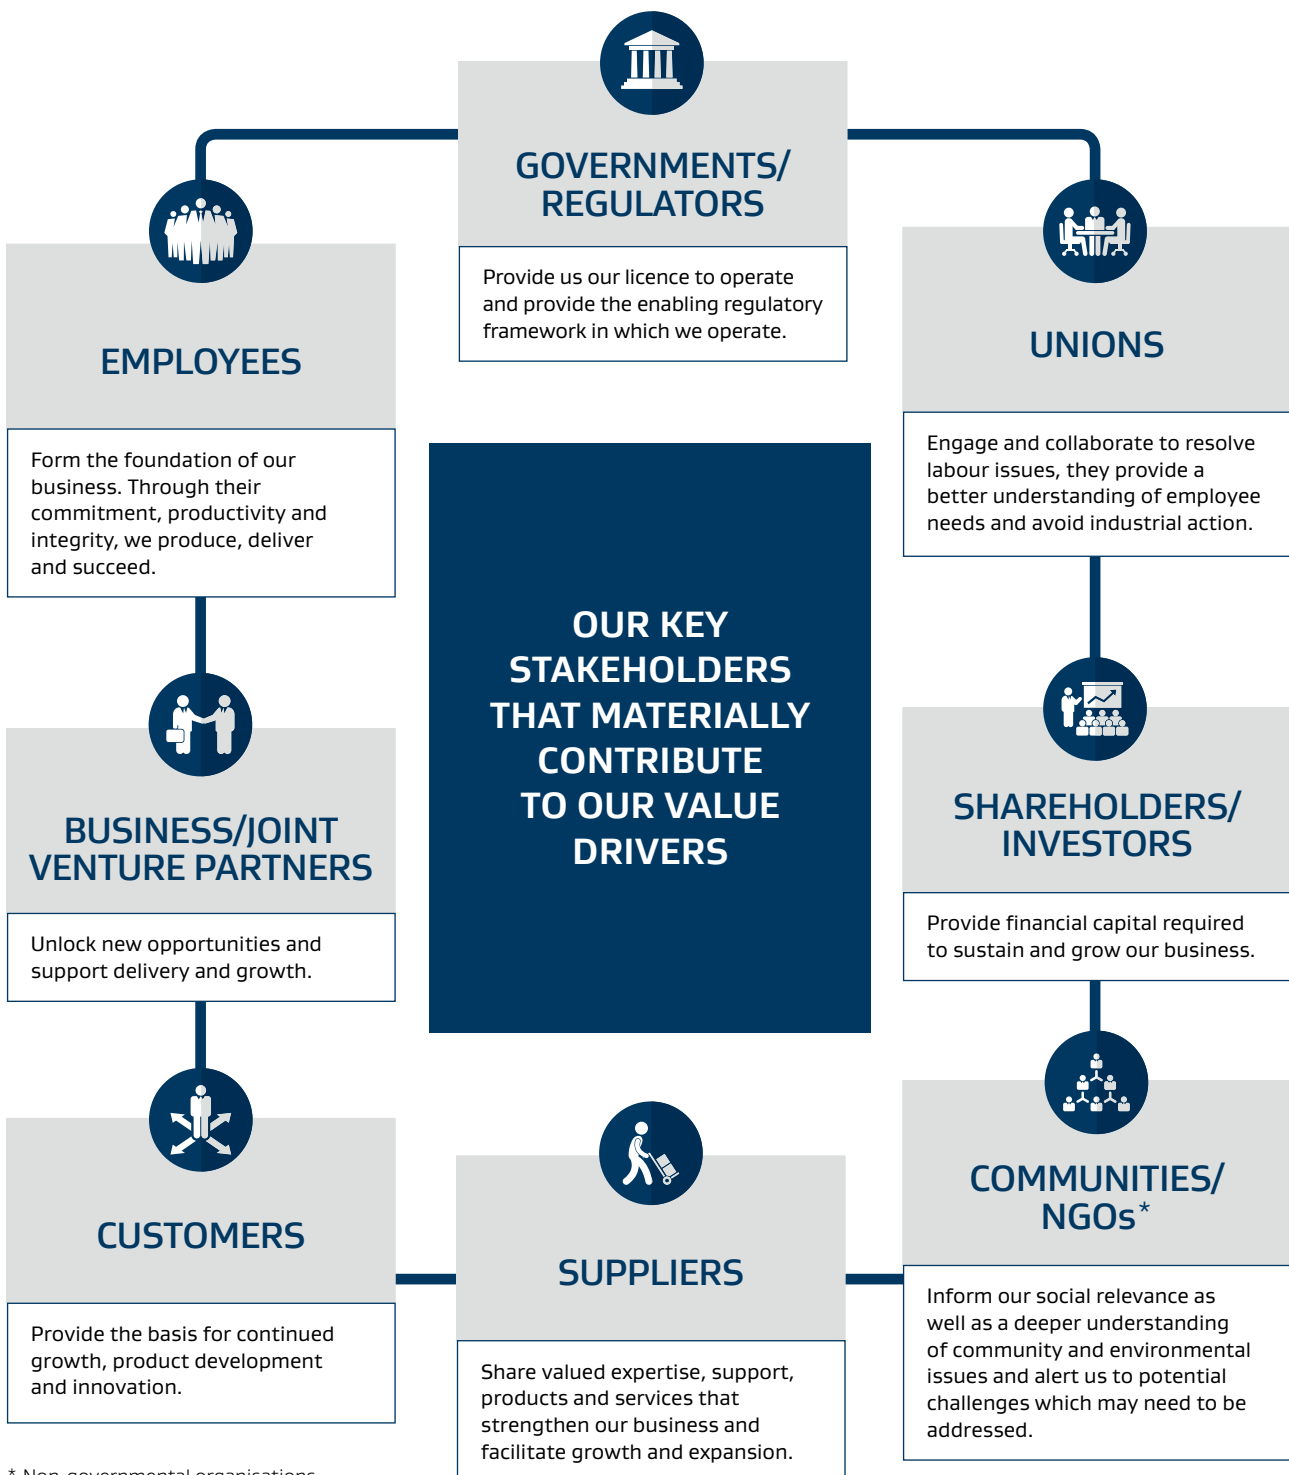 GOVERNMENTS/
REGULATORS
Provide us our licence to operate
and provide the enabling regulatory
framework in which we operate.
EMPLOYEES
Form the foundation of our
business. Through their
commitment, productivity and
integrity, we produce, deliver
and succeed.
UNIONS
Engage and collaborate to resolve
labour issues, they provide a
better understanding of employee
needs and avoid industrial action.
OUR KEY
STAKEHOLDERS
THAT MATERIALLY
CONTRIBUTE
TO OUR VALUE
DRIVERS
BUSINESS/JOINT
VENTURE PARTNERS
Unlock new opportunities and
support delivery and growth.
SHAREHOLDERS/
INVESTORS
Provide financial capital required
to sustain and grow our business.
CUSTOMERS
Provide the basis for continued
growth, product development
and innovation.
SUPPLIERS
Share valued expertise, support,
products and services that
strengthen our business and
facilitate growth and expansion.
COMMUNITIES/
NGOs*
Inform our social relevance as
well as a deeper understanding
of community and environmental
issues and alert us to potential
challenges which may need to be
addressed.
* Non-governmental organisations